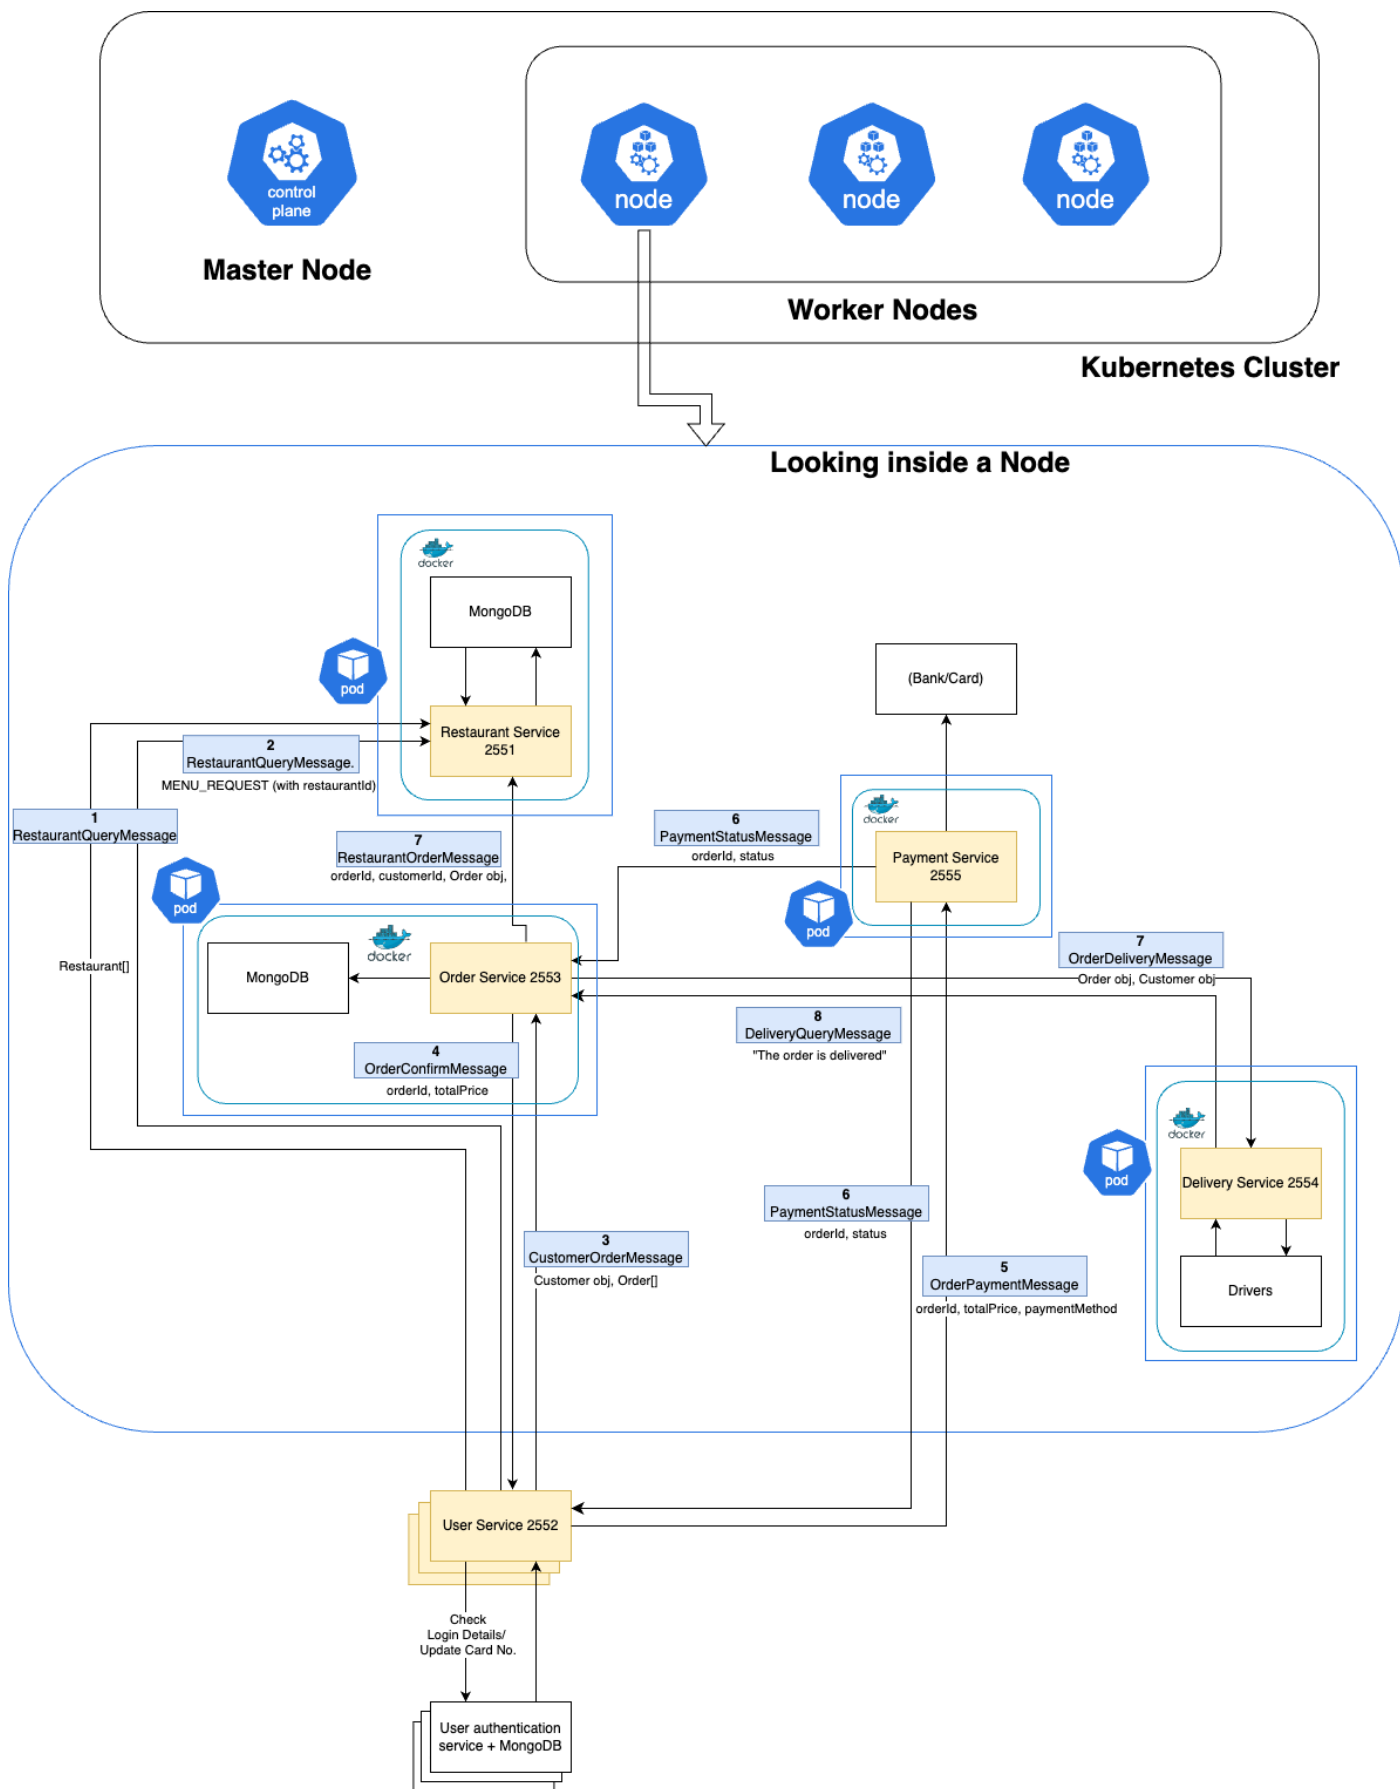 control
plane
node
node
node
Master Node
Worker Nodes
Kubernetes Cluster
Looking inside a Node
docker
MongoDB
pod
Restaurant Service
2551
(Bank/Card)
2
RestaurantQueryMessage.
MENU_REQUEST (with restaurantId)
1
RestaurantQueryMessage
7
RestaurantOrderMessage
orderId, customerId, Order obj,
6
PaymentStatusMessage
orderId, status
docker
Payment Service
2555
pod
pod
Restaurant[]
MongoDB
docker
Order Service 2553
7
OrderDeliveryMessage
Order obj, Customer obj
8
DeliveryQueryMessage
"The order is delivered"
4
OrderConfirmMessage
orderId, totalPrice
docker
pod
Delivery Service 2554
Drivers
6
PaymentStatusMessage
orderId, status
3
CustomerOrderMessage
Customer obj, Order[]
5
OrderPaymentMessage
orderId, totalPrice, paymentMethod
User Service 2552
Check
Login Details/
Update Card No.
User authentication
service + MongoDB